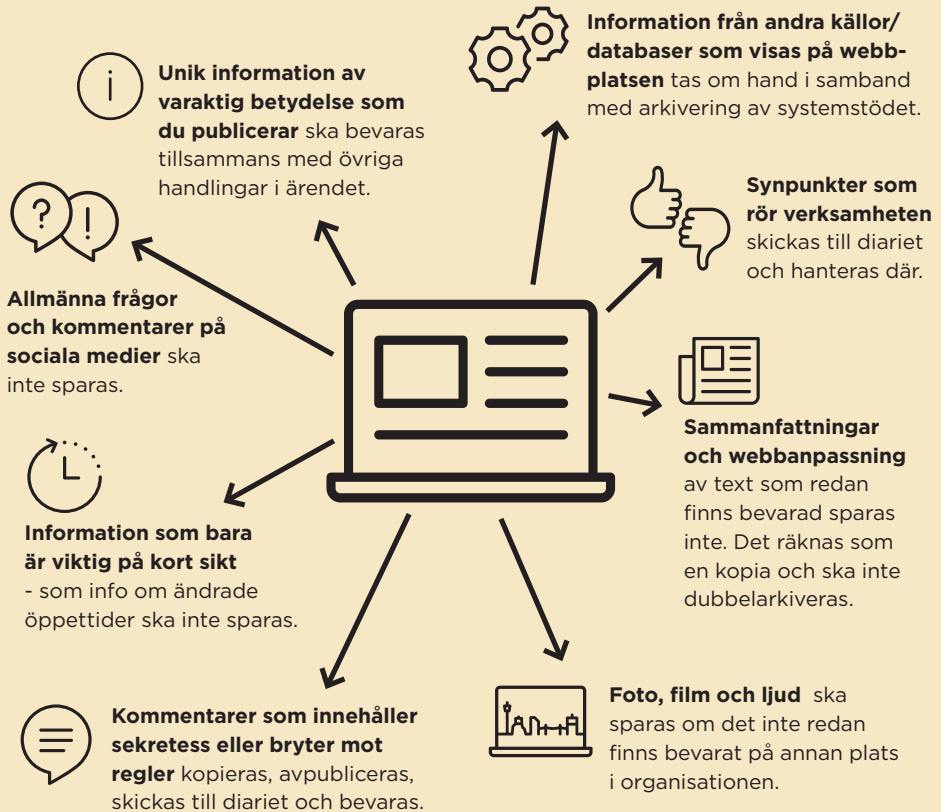 Information från andra källor/
databaser som visas på webb-
platsen tas om hand i samband
med arkivering av systemstödet.
Unik information av
varaktig betydelse som
du publicerar ska bevaras
tillsammans med övriga
handlingar i ärendet.
Synpunkter som
rör verksamheten
skickas till diariet
och hanteras där.
Allmänna frågor
och kommentarer på
sociala medier ska
inte sparas.
Sammanfattningar
och webbanpassning
av text som redan
finns bevarad sparas
inte. Det räknas som
en kopia och ska inte
dubbelarkiveras.
Information som bara
är viktig på kort sikt
- som info om ändrade
öppettider ska inte sparas.
Foto, film och ljud ska
sparas om det inte redan
finns bevarat på annan plats
i organisationen.
Kommentarer som innehåller
sekretess eller bryter mot
regler kopieras, avpubliceras,
skickas till diariet och bevaras.